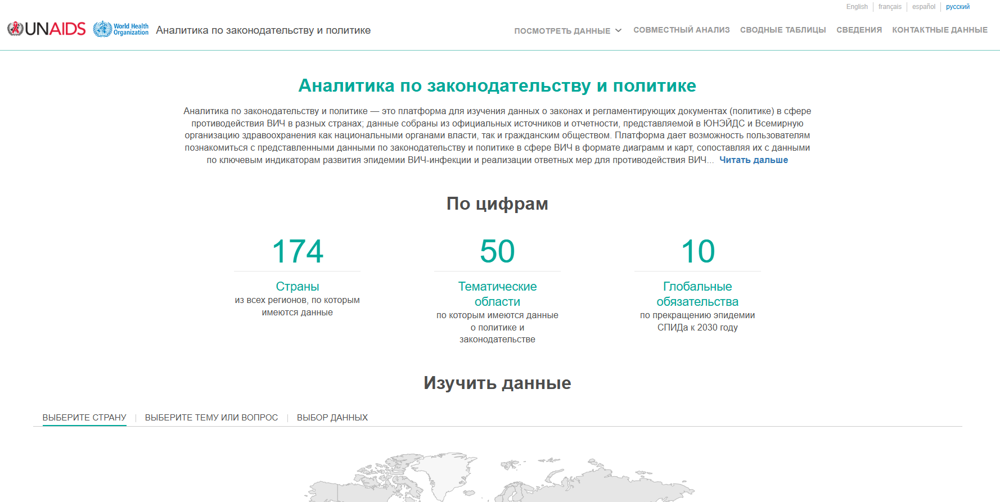 English français español русский
UNAIDS World Health Organization Аналитика по законодательству и политике
ПОСМОТРЕТЬ ДАННЫЕ СОВМЕСТНЫЙ АНАЛИЗ СВОДНЫЕ ТАБЛИЦЫ СВЕДЕНИЯ КОНТАКТНЫЕ ДАННЫЕ
Аналитика по законодательству и политике
Аналитика по законодательству и политике — это платформа для изучения данных о законах и регламентирующих документах (политике) в сфере
противодействия ВИЧ в разных странах; данные собраны из официальных источников и отчетности, представляемой в ЮНЭЙДС и Всемирную
организацию здравоохранения как национальными органами власти, так и гражданским обществом. Платформа дает возможность пользователям
познакомиться с представленными данными по законодательству и политике в сфере ВИЧ в формате диаграмм и карт, сопоставляя их с данными
по ключевым индикаторам развития эпидемии ВИЧ-инфекции и реализации ответных мер для противодействия ВИЧ... Читать дальше
По цифрам
174
Страны
из всех регионов, по которым
имеются данные
50
Тематические
области
по которым имеются данные
о политике и
законодательстве
10
Глобальные
обязательства
по прекращению эпидемии
СПИДа к 2030 году
Изучить данные
ВЫБЕРИТЕ СТРАНУ ВЫБЕРИТЕ ТЕМУ ИЛИ ВОПРОС ВЫБОР ДАННЫХ